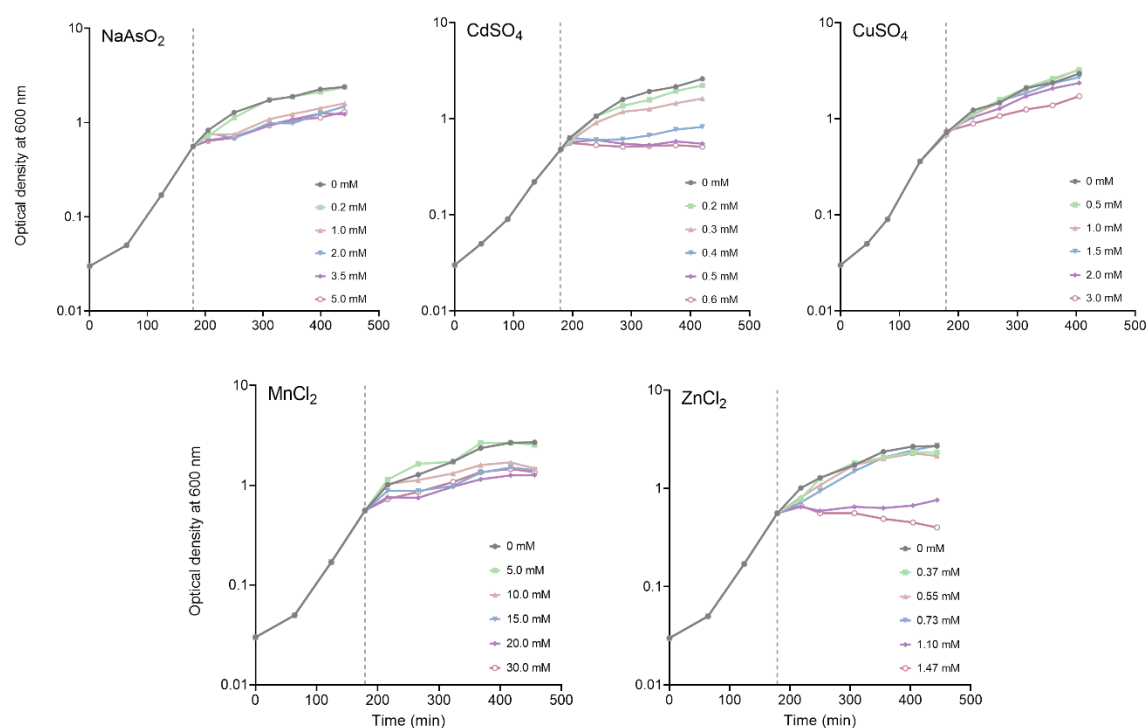 NaAsO₂
Optical density at 600 nm
10
1
0.1
0.01
0 mM
0.2 mM
1.0 mM
2.0 mM
3.5 mM
5.0 mM
0 100 200 300 400 500
CdSO₄
10
1
0.1
0.01
0 mM
0.2 mM
0.3 mM
0.4 mM
0.5 mM
0.6 mM
0 100 200 300 400 500
CuSO₄
10
1
0.1
0.01
0 mM
0.5 mM
1.0 mM
1.5 mM
2.0 mM
3.0 mM
0 100 200 300 400 500
MnCl₂
Optical density at 600 nm
10
1
0.1
0.01
0 mM
5.0 mM
10.0 mM
15.0 mM
20.0 mM
30.0 mM
0 100 200 300 400 500
Time (min)
ZnCl₂
10
1
0.1
0.01
0 mM
0.37 mM
0.55 mM
0.73 mM
1.10 mM
1.47 mM
0 100 200 300 400 500
Time (min)